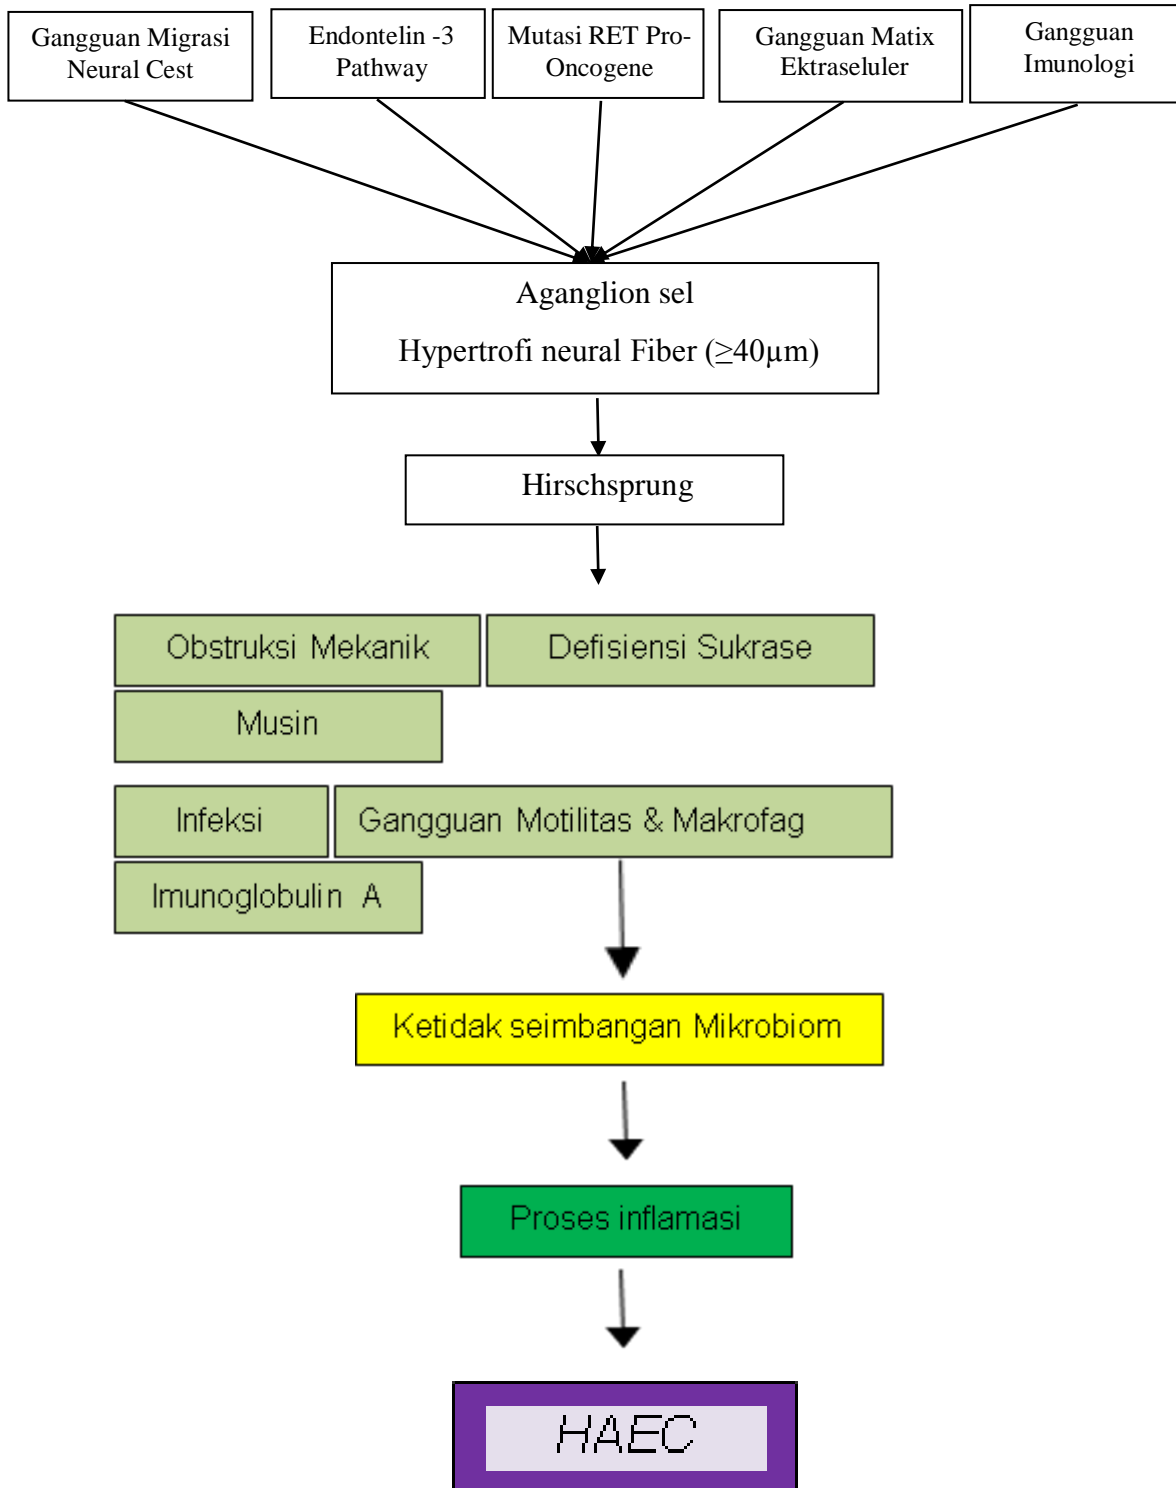 Gangguan Migrasi
Neural Cest
Endontelin -3
Pathway
Mutasi RET Pro-
Oncogene
Gangguan Matix
Ektraseluler
Gangguan
Imunologi
Aganglion sel
Hypertrofi neural Fiber (≥40µm)
Hirschsprung
Obstruksi Mekanik
Defisiensi Sukrase
Musin
Infeksi
Gangguan Motilitas & Makrofag
Imunoglobulin A
Ketidak seimbangan Mikrobiom
Proses inflamasi
HAEC